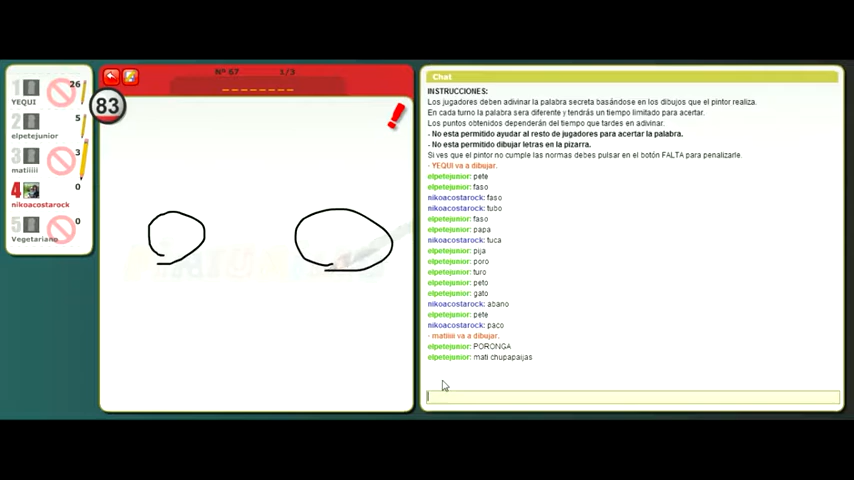 1
26
YEQUI
2
5
elpetejunior
3
3
matiiiii
4
0
nikoacostarock
5
0
Vegetariano
Nº 67 1/3
_ _ _ _ _ _ _ _
83
Chat
INSTRUCCIONES:
Los jugadores deben adivinar la palabra secreta basándose en los dibujos que el pintor realiza.
En cada turno la palabra sera diferente y tendrás un tiempo limitado para acertar.
Los puntos obtenidos dependerán del tiempo que tardes en adivinar.
- No esta permitido ayudar al resto de jugadores para acertar la palabra.
- No esta permitido dibujar letras en la pizarra.
Si ves que el pintor no cumple las normas debes pulsar en el botón FALTA para penalizarle.
- YEQUI va a dibujar.
elpetejunior: pete
elpetejunior: faso
nikoacostarock: faso
nikoacostarock: tubo
elpetejunior: faso
elpetejunior: papa
nikoacostarock: tuca
elpetejunior: pija
elpetejunior: poro
elpetejunior: turo
elpetejunior: peto
elpetejunior: gato
nikoacostarock: abano
elpetejunior: pete
nikoacostarock: paco
- matiiiii va a dibujar.
elpetejunior: PORONGA
elpetejunior: mati chupapaijas